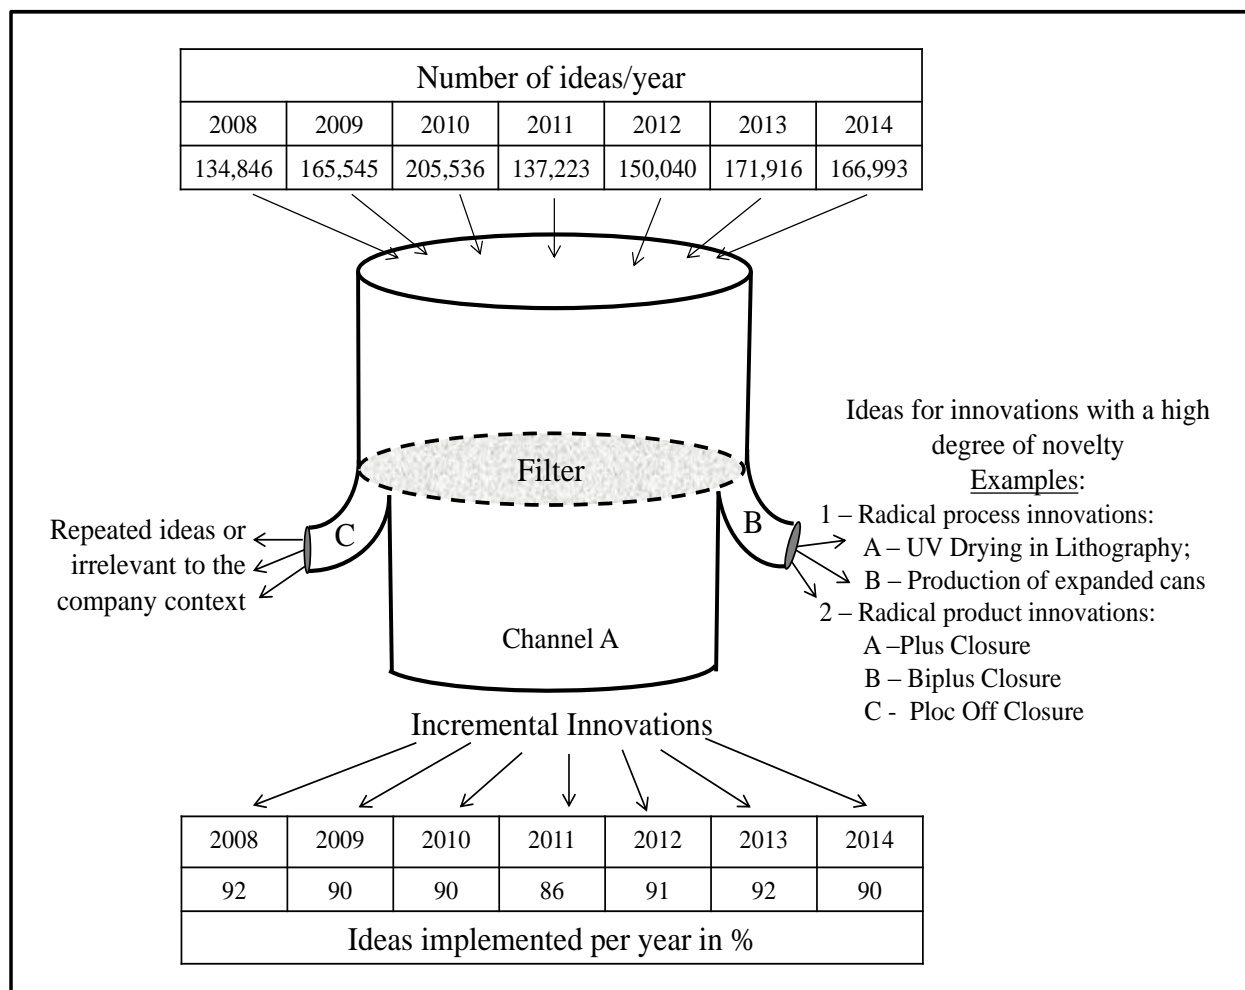 Number of ideas/year
2008 2009 2010 2011 2012 2013 2014
134,846 165,545 205,536 137,223 150,040 171,916 166,993
Filter
C
B
Repeated ideas or
irrelevant to the
company context
Ideas for innovations with a high
degree of novelty
Examples:
1 – Radical process innovations:
A – UV Drying in Lithography;
B – Production of expanded cans
2 – Radical product innovations:
A –Plus Closure
B – Biplus Closure
C - Ploc Off Closure
Channel A
Incremental Innovations
2008 2009 2010 2011 2012 2013 2014
92 90 90 86 91 92 90
Ideas implemented per year in %